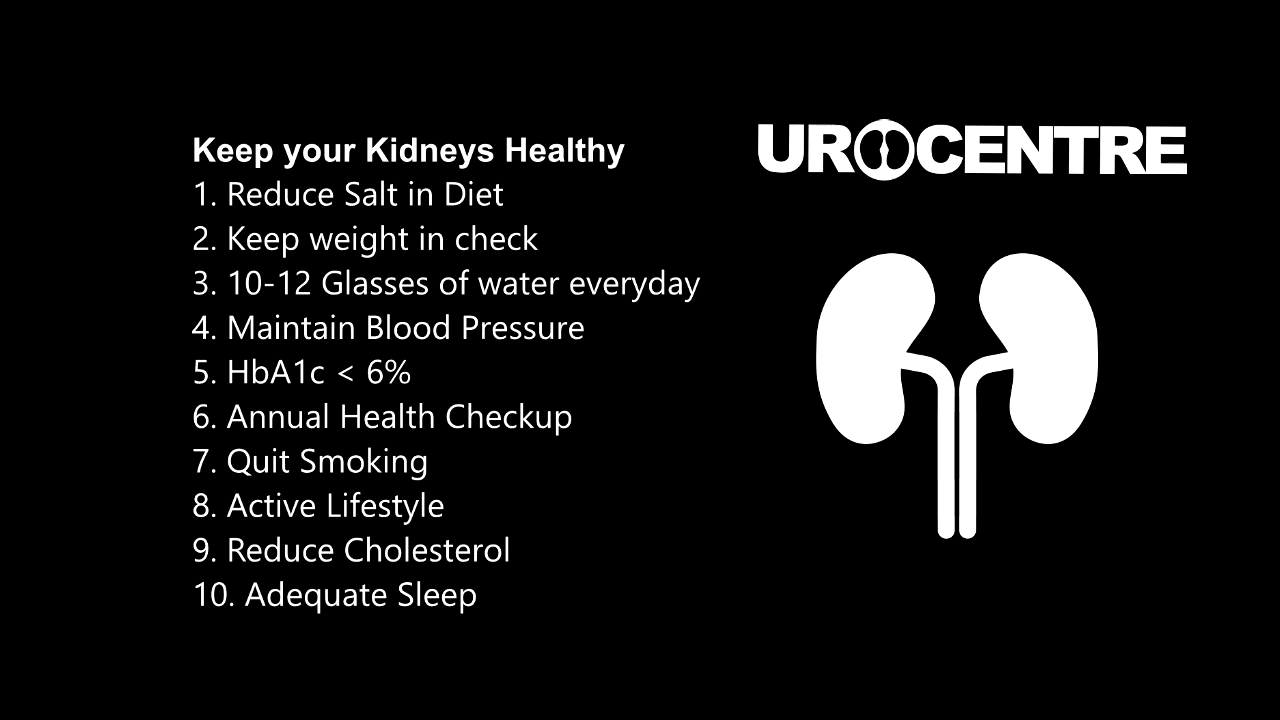 Keep your Kidneys Healthy
1. Reduce Salt in Diet
2. Keep weight in check
3. 10-12 Glasses of water everyday
4. Maintain Blood Pressure
5. HbA1c < 6%
6. Annual Health Checkup
7. Quit Smoking
8. Active Lifestyle
9. Reduce Cholesterol
10. Adequate Sleep
UROCENTRE